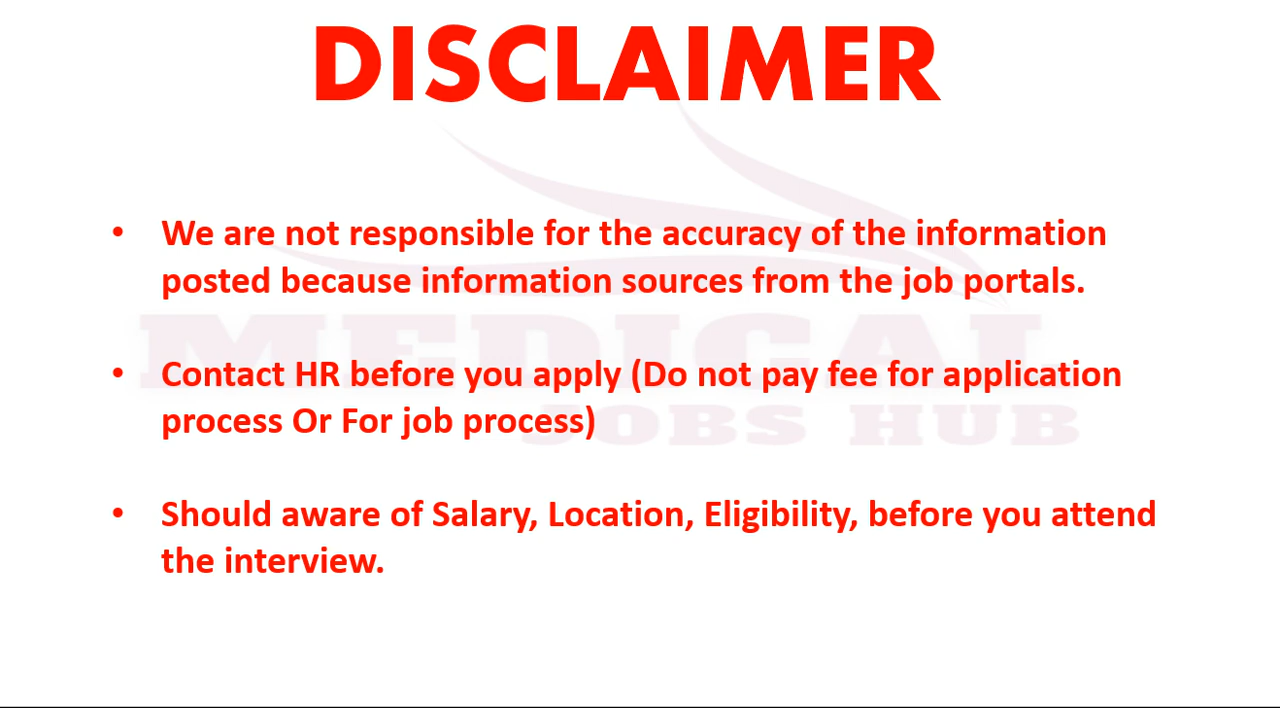 DISCLAIMER
• We are not responsible for the accuracy of the information
posted because information sources from the job portals.
• Contact HR before you apply (Do not pay fee for application
process Or For job process)
• Should aware of Salary, Location, Eligibility, before you attend
the interview.
MEDICAL
JOBS HUB